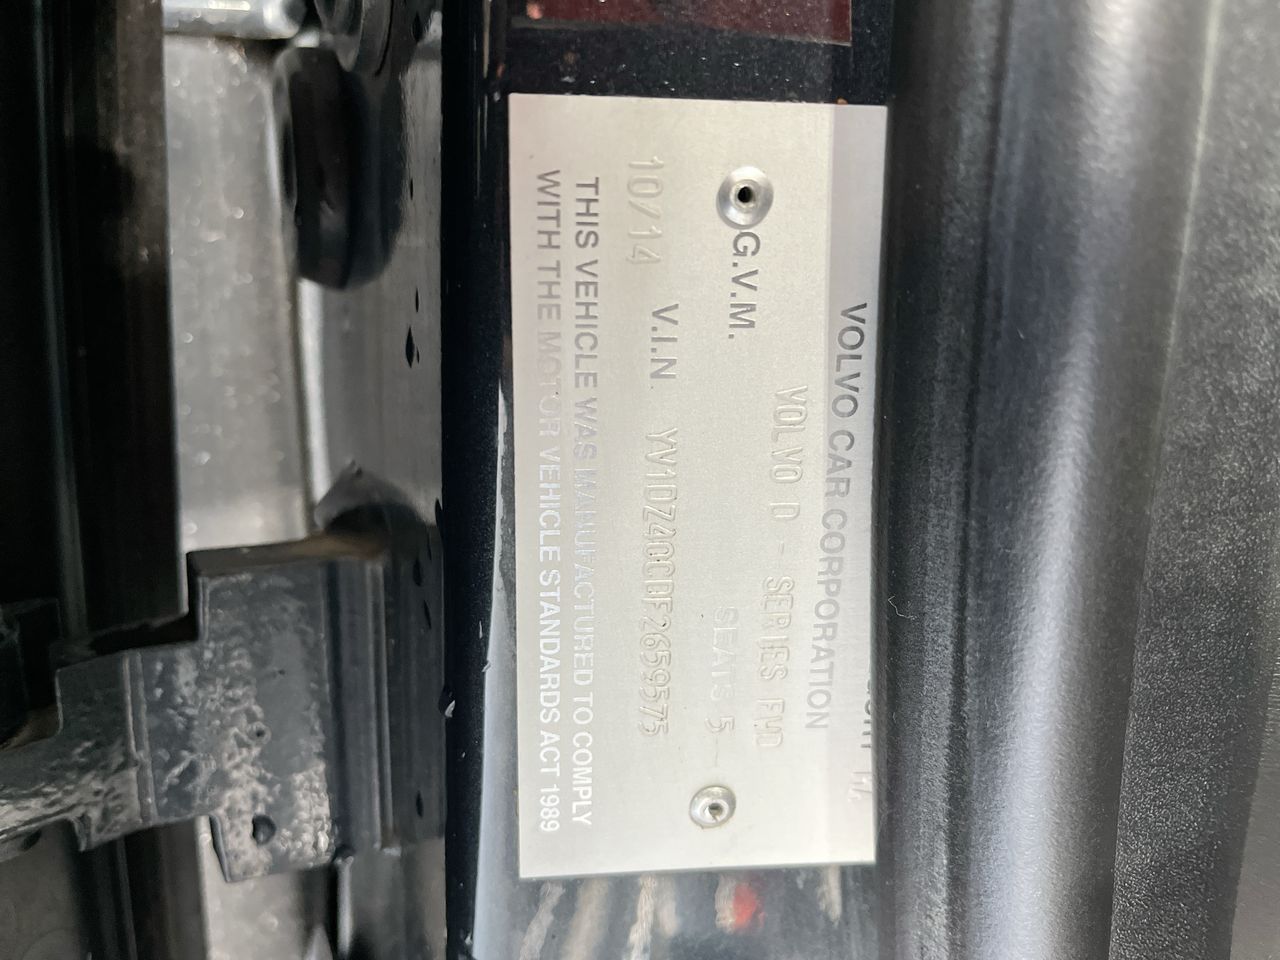 VOLVO CAR CORPORATION
VOLVO D - SERIES FWD
G.V.M.
SEATS 5
10/14 V.I.N. YV1DZ40CDF2659575
THIS VEHICLE WAS MANUFACTURED TO COMPLY
WITH THE MOTOR VEHICLE STANDARDS ACT 1989